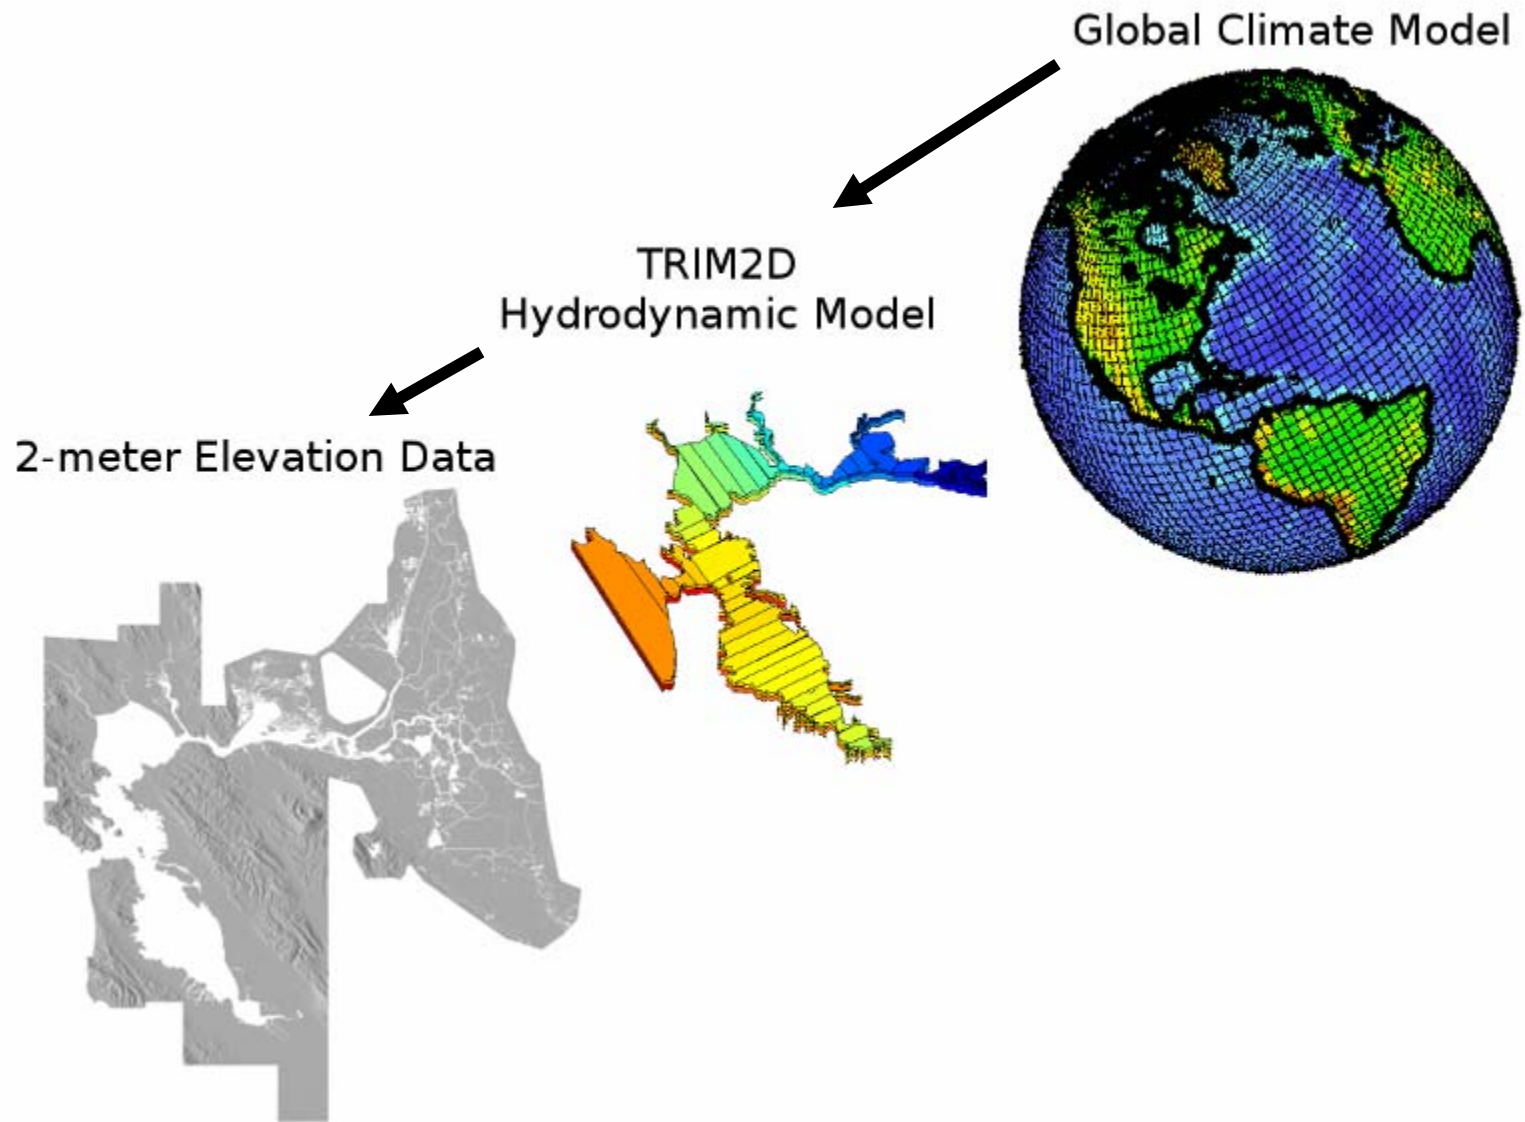 Global Climate Model
TRIM2D
Hydrodynamic Model
2-meter Elevation Data